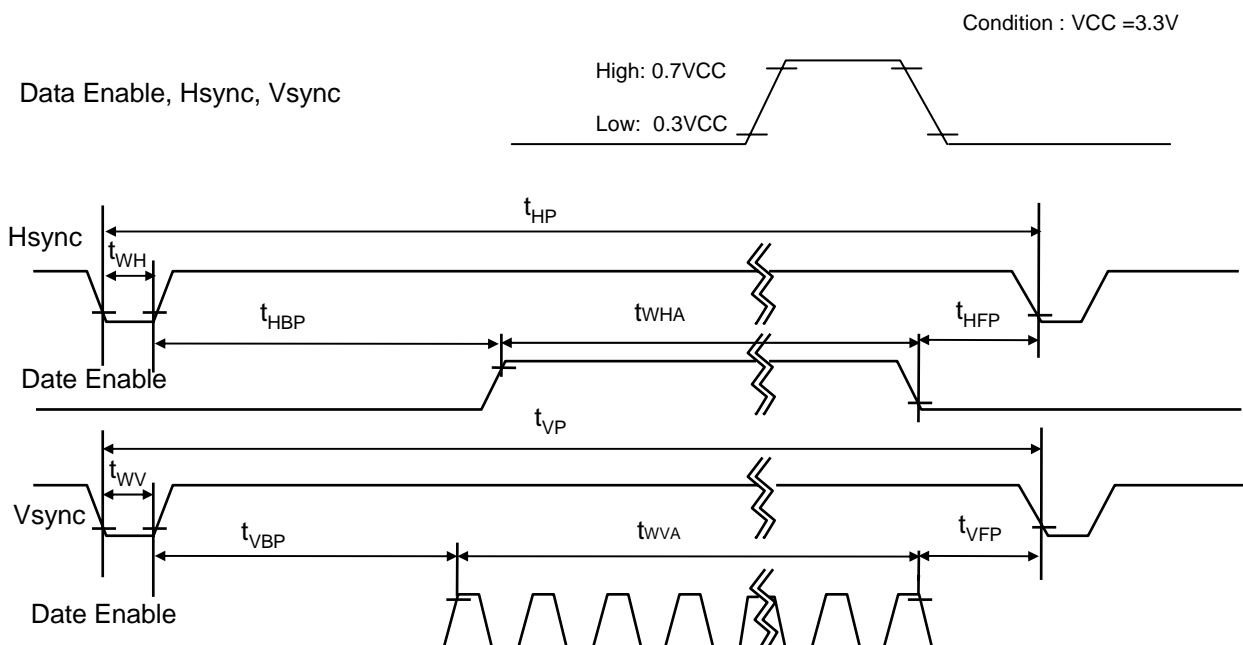 Condition : VCC =3.3V
High: 0.7VCC
Data Enable, Hsync, Vsync
Low: 0.3VCC
tHP
Hsync
tWH
tHBP
tWHA
tHFP
Date Enable
tVP
tWV
Vsync
tVBP
tWVA
tVFP
Date Enable